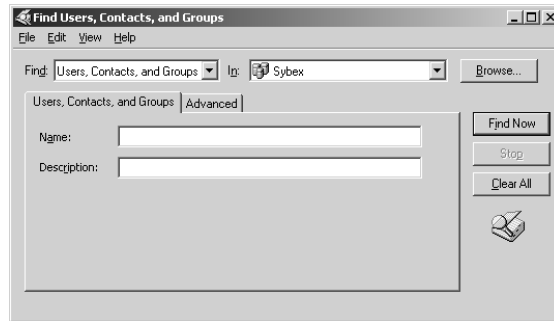 Find Users, Contacts, and Groups
File Edit View Help
Find: Users, Contacts, and Groups In: Sybex Browse...
Users, Contacts, and Groups Advanced
Name:
Description:
Find Now
Stop
Clear All